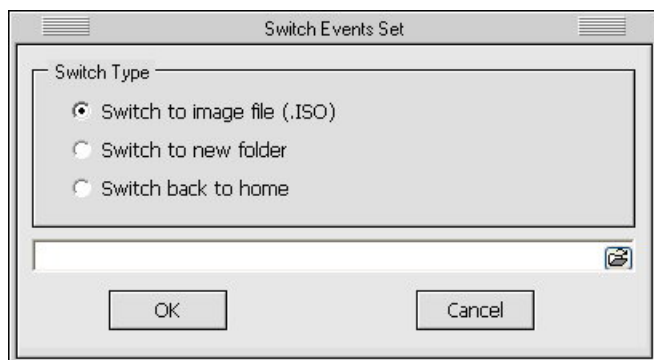 Switch Events Set
Switch Type
Switch to image file (.ISO)
Switch to new folder
Switch back to home
OK
Cancel